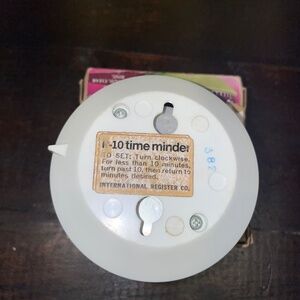 -10 time minder
TO SET: Turn clockwise.
For less than 10 minutes,
turn past 10, then return to
minutes desired.
INTERNATIONAL REGISTER CO.